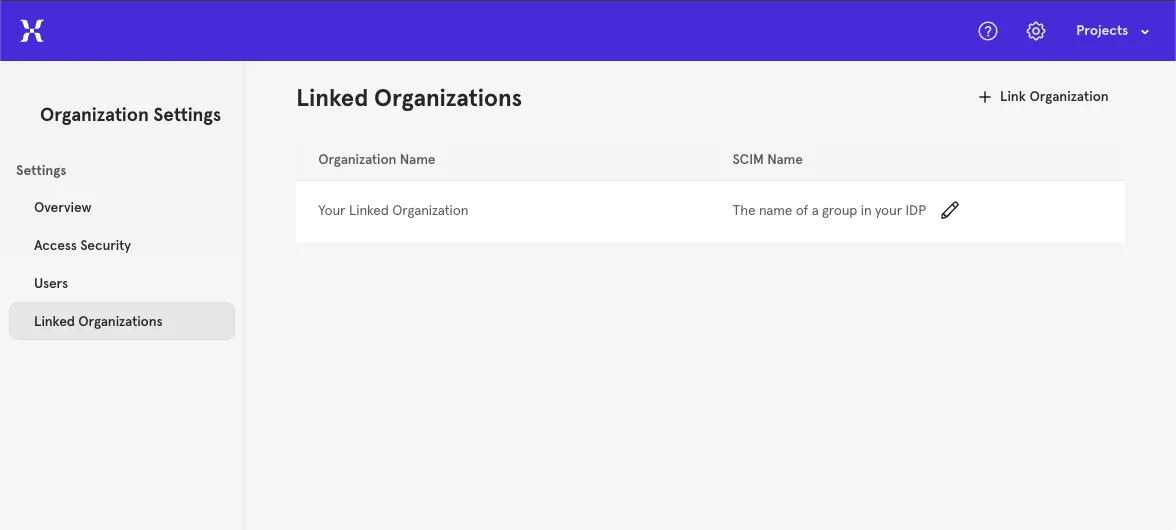 Projects
Organization Settings
Settings
Overview
Access Security
Users
Linked Organizations
Linked Organizations
+ Link Organization
Organization Name SCIM Name
Your Linked Organization The name of a group in your IDP